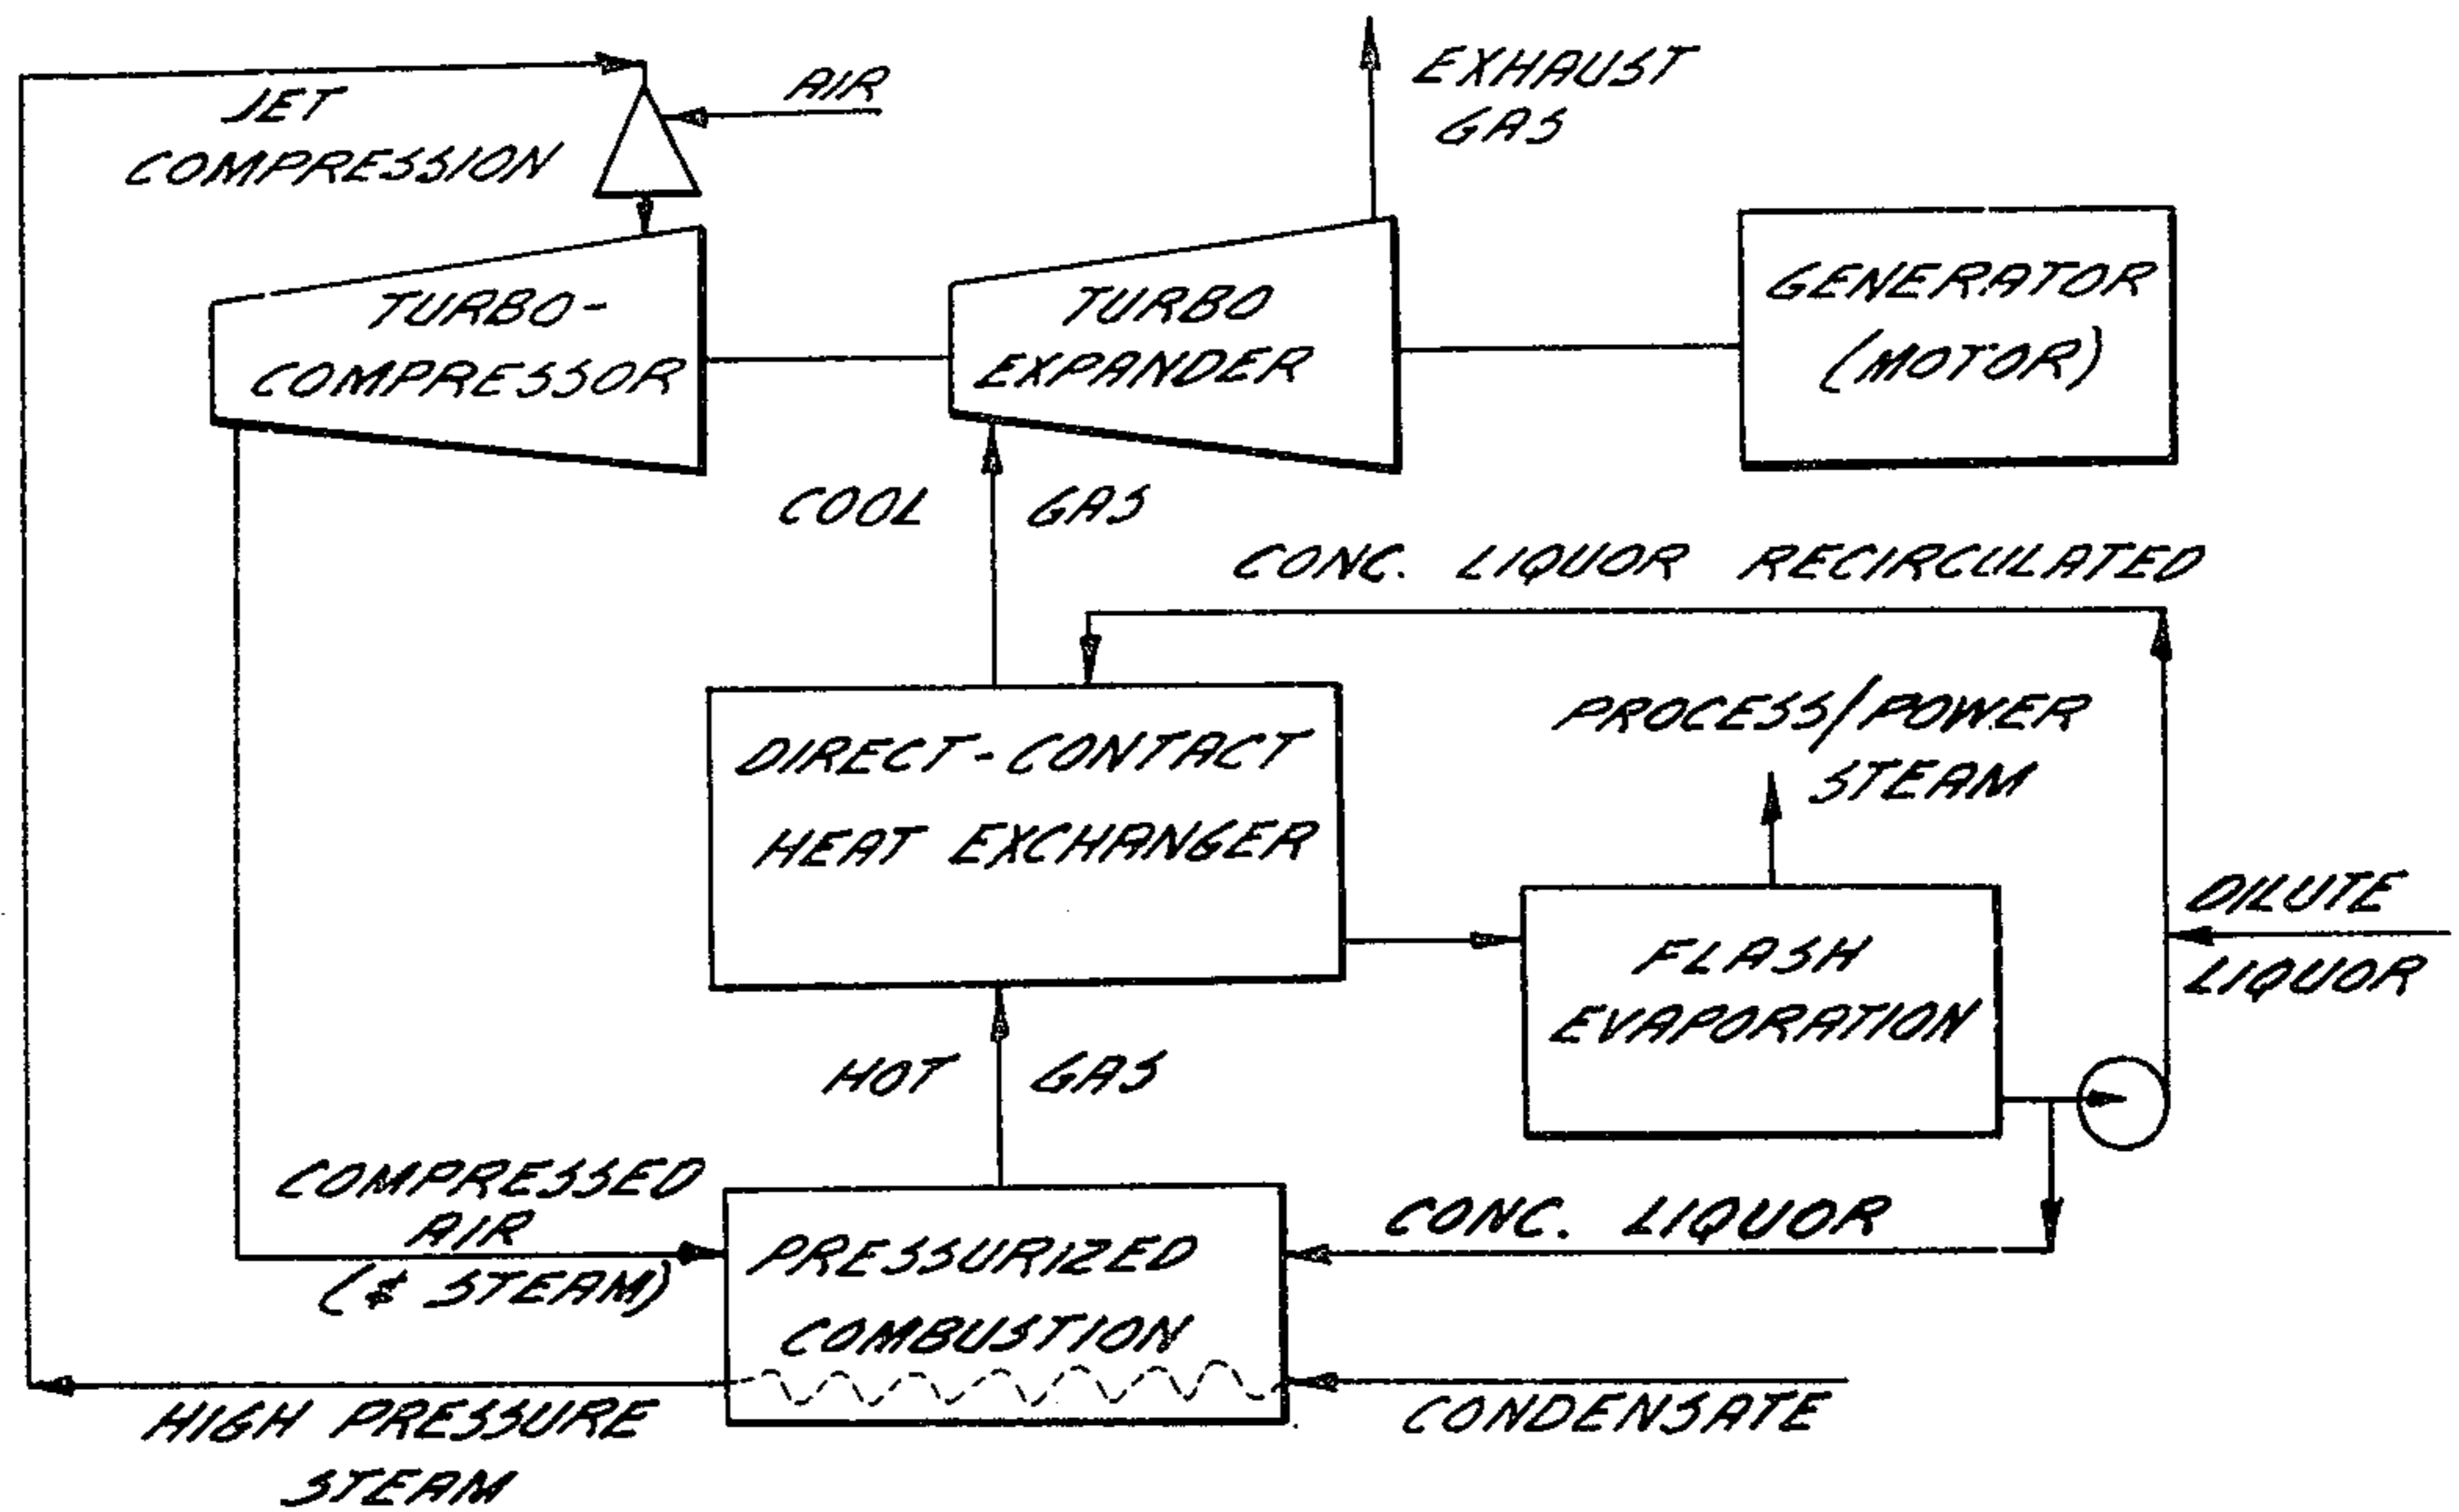 JET
COMPRESSION
AIR
EXHAUST
GAS
TURBO-
COMPRESSOR
TURBO
EXPANDER
GENERATOR
(MOTOR)
COOL GAS
CONC. LIQUOR RECIRCULATED
DIRECT-CONTACT
HEAT EXCHANGER
PROCESS/POWER
STEAM
DILUTE
LIQUOR
FLASH
EVAPORATION
HOT GAS
COMPRESSED
AIR
(& STEAM)
PRESSURIZED
COMBUSTION
CONC. LIQUOR
HIGH PRESSURE
STEAM
CONDENSATE